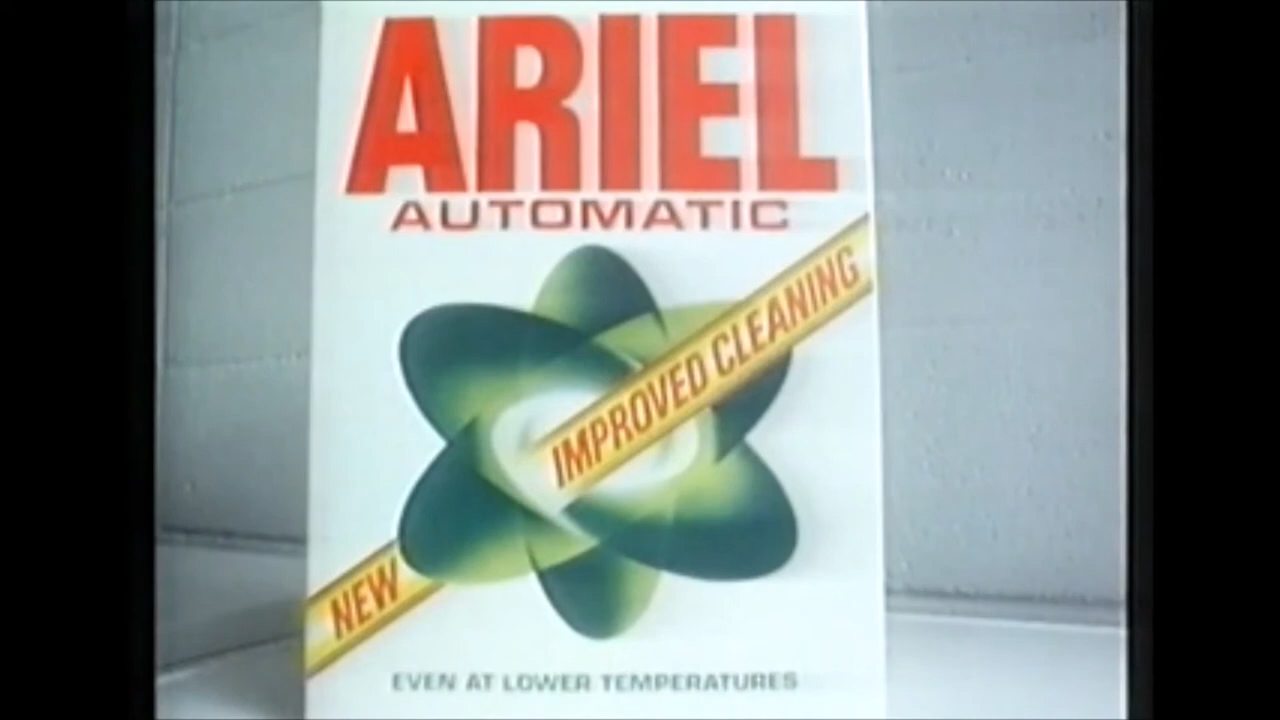 ARIEL
AUTOMATIC
NEW IMPROVED CLEANING
EVEN AT LOWER TEMPERATURES